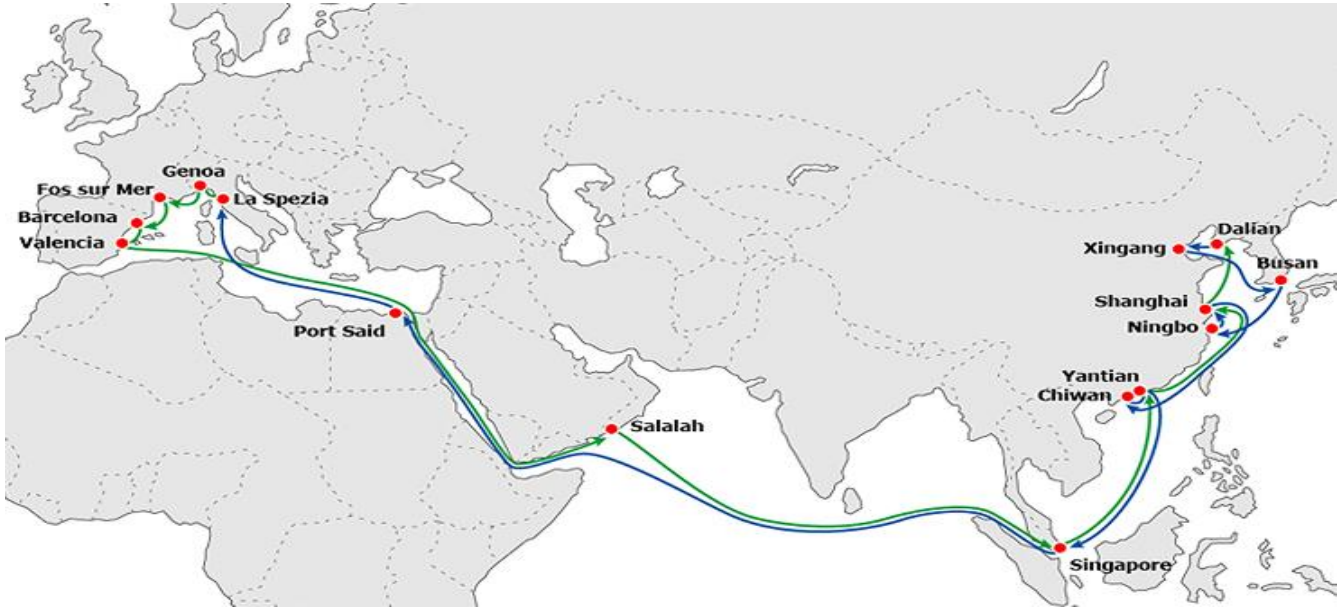 Genoa
Fos sur Mer
La Spezia
Barcelona
Valencia
Port Said
Salalah
Dalian
Xingang
Busan
Shanghai
Ningbo
Yantian
Chiwan
Singapore